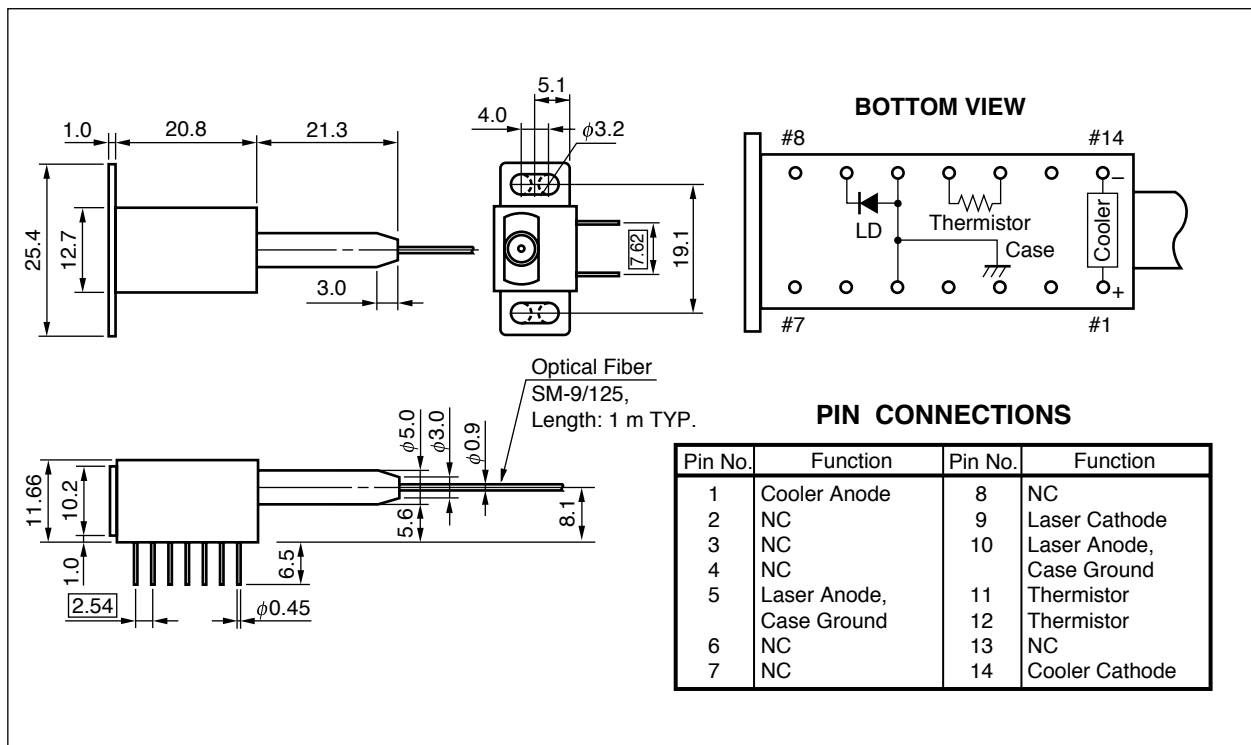 1.0
20.8
21.3
25.4
12.7
3.0
5.1
4.0
φ3.2
7.62
19.1
BOTTOM VIEW
#8
#14
−
LD
Thermistor
Case
Cooler
+
#7
#1
Optical Fiber
SM-9/125,
Length: 1 m TYP.
11.66
10.2
1.0
2.54
6.5
φ0.45
φ5.0
φ3.0
φ0.9
5.6
8.1
PIN CONNECTIONS
Pin No. Function Pin No. Function
1 Cooler Anode 8 NC
2 NC 9 Laser Cathode
3 NC 10 Laser Anode,
4 NC Case Ground
5 Laser Anode, 11 Thermistor
Case Ground 12 Thermistor
6 NC 13 NC
7 NC 14 Cooler Cathode